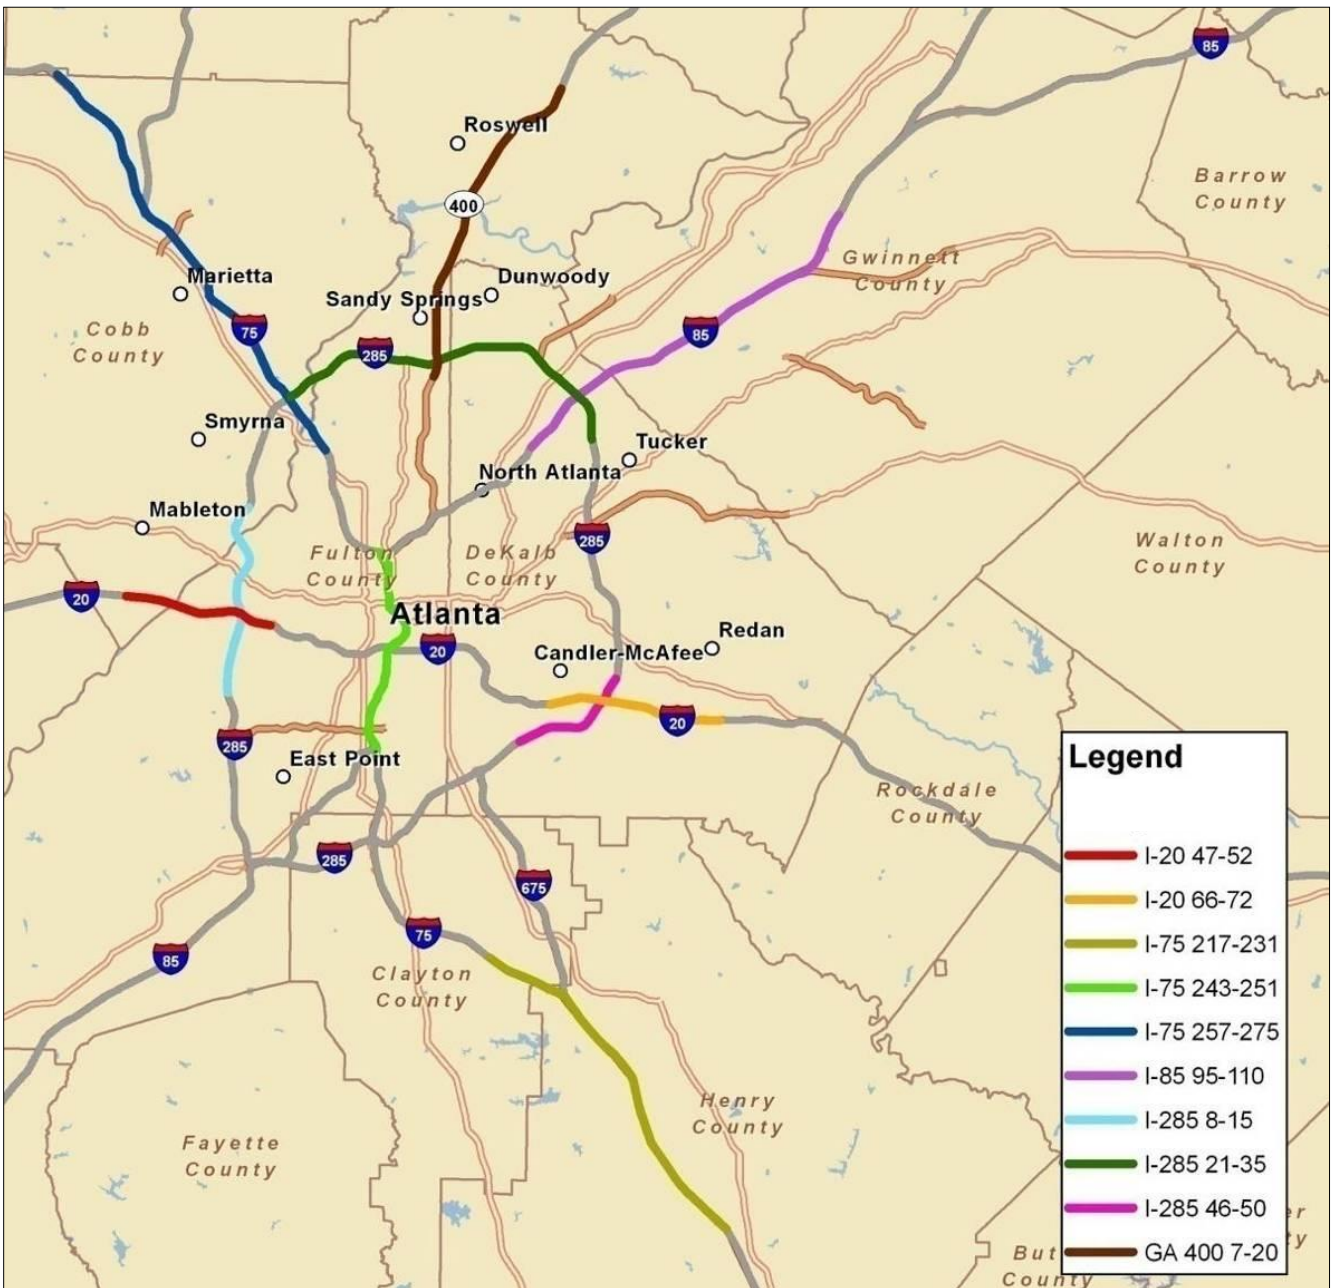 85
Roswell
Barrow
County
400
Gwinnett
County
Marietta
Dunwoody
Sandy Springs
Cobb
County
75
285
85
Smyrna
Tucker
North Atlanta
Mableton
285
Fulton
County
DeKalb
County
Walton
County
20
Atlanta
20
Redan
Candler-McAfee
20
285
East Point
Rockdale
County
285
675
75
85
Clayton
County
Henry
County
Fayette
County
But
County
er
ty
Legend
I-20 47-52
I-20 66-72
I-75 217-231
I-75 243-251
I-75 257-275
I-85 95-110
I-285 8-15
I-285 21-35
I-285 46-50
GA 400 7-20